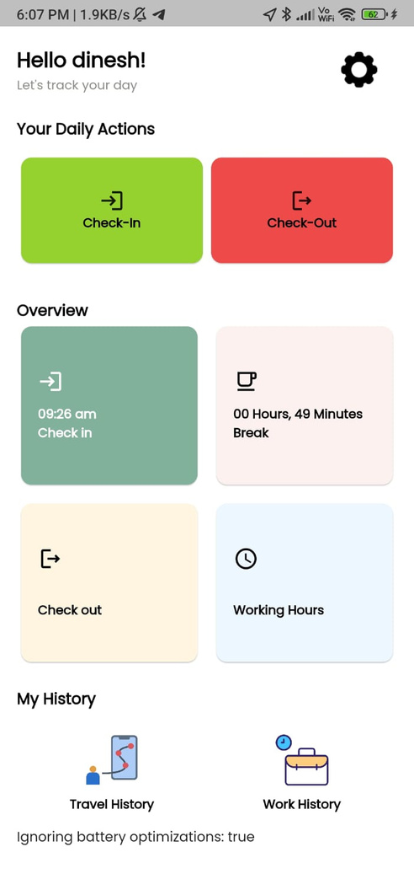 6:07 PM | 1.9KB/s
Vo
WiFi
62
Hello dinesh!
Let's track your day
Your Daily Actions
Check-In
Check-Out
Overview
09:26 am
Check in
00 Hours, 49 Minutes
Break
Check out
Working Hours
My History
Travel History
Work History
Ignoring battery optimizations: true